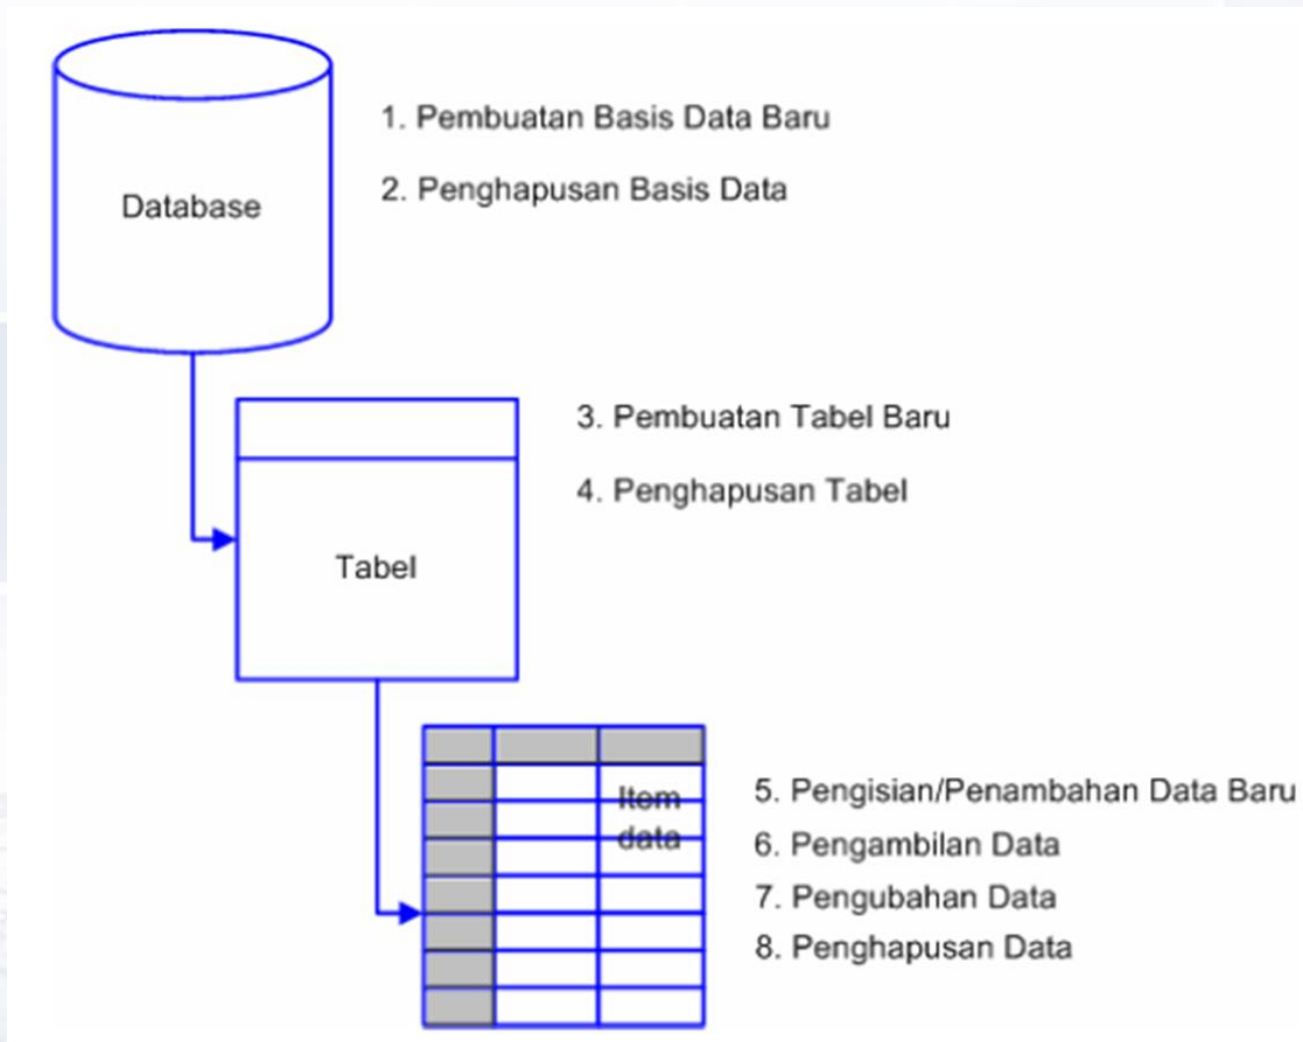 Database
1. Pembuatan Basis Data Baru
2. Penghapusan Basis Data
Tabel
3. Pembuatan Tabel Baru
4. Penghapusan Tabel
Item
data
5. Pengisian/Penambahan Data Baru
6. Pengambilan Data
7. Pengubahan Data
8. Penghapusan Data